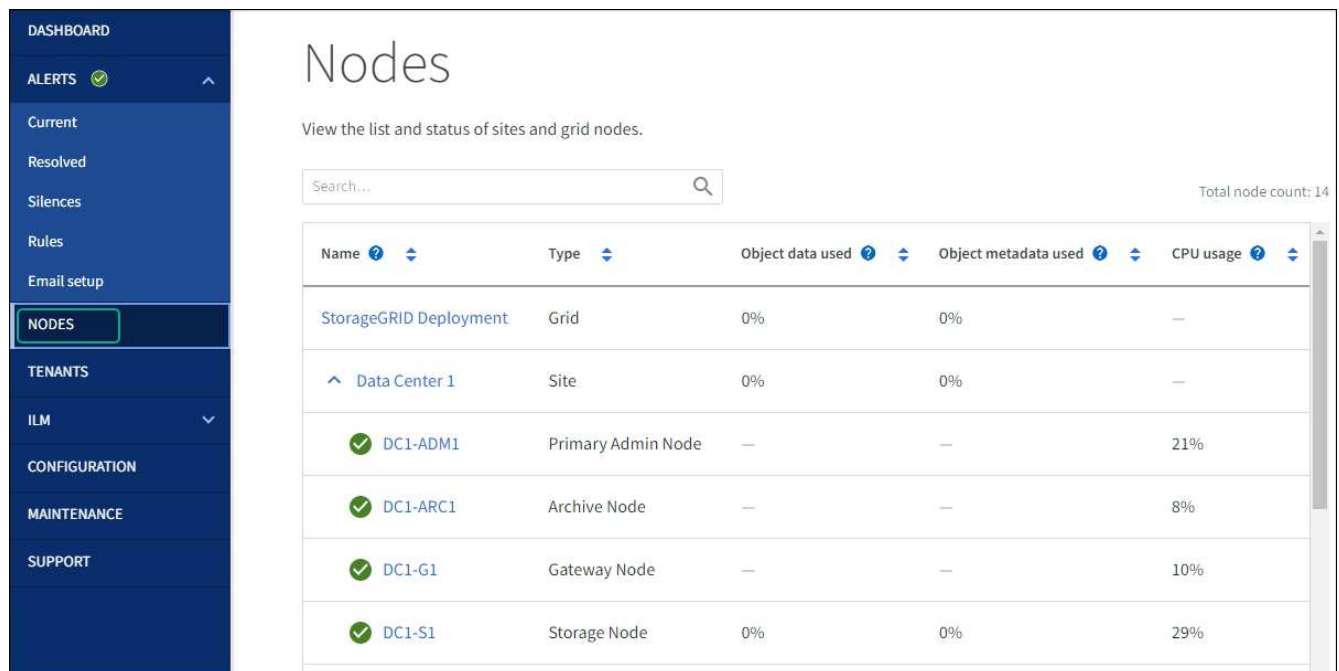 DASHBOARD
ALERTS
Current
Resolved
Silences
Rules
Email setup
NODES
TENANTS
ILM
CONFIGURATION
MAINTENANCE
SUPPORT
Nodes
View the list and status of sites and grid nodes.
Search...
Total node count: 14
Name ? Type Object data used ? Object metadata used ? CPU usage ?
StorageGRID Deployment Grid 0% 0% —
Data Center 1 Site 0% 0% —
DC1-ADM1 Primary Admin Node — — 21%
DC1-ARC1 Archive Node — — 8%
DC1-G1 Gateway Node — — 10%
DC1-S1 Storage Node 0% 0% 29%